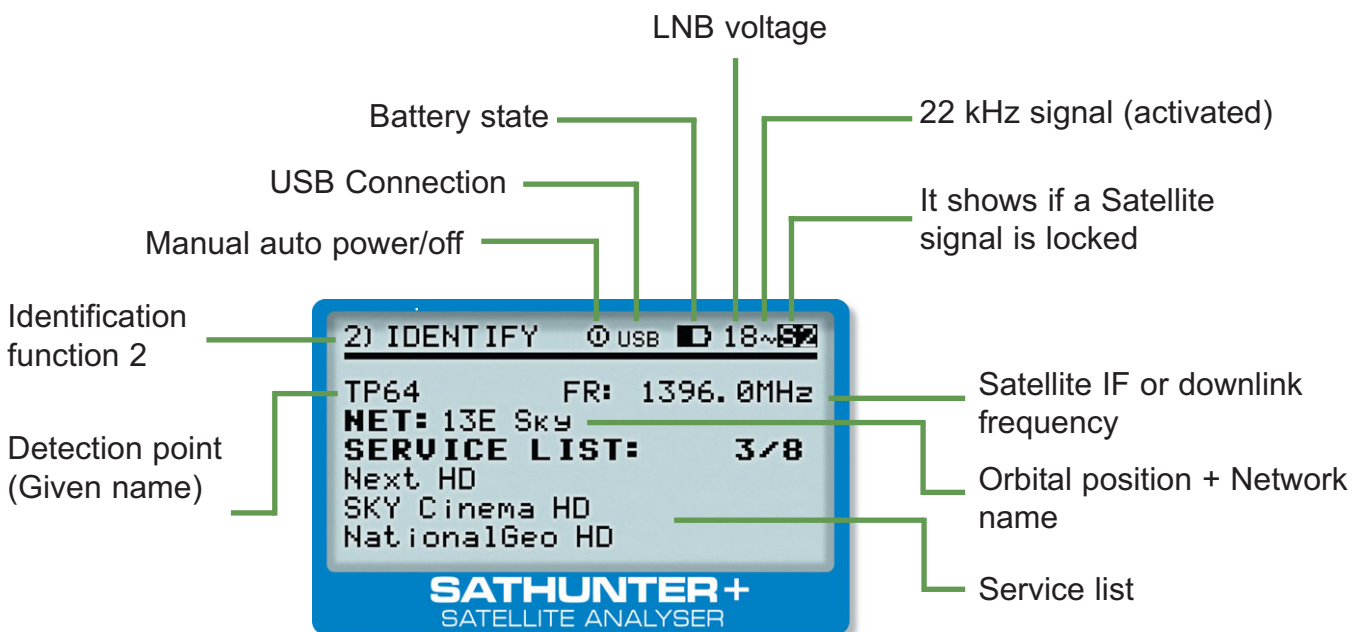 LNB voltage
Battery state
22 kHz signal (activated)
USB Connection
It shows if a Satellite
signal is locked
Manual auto power/off
Identification
function 2
2) IDENTIFY USB 18~S2
TP64 FR: 1396.0MHz
NET: 13E Sky
SERVICE LIST: 3/8
Next HD
SKY Cinema HD
NationalGeo HD
Detection point
(Given name)
Satellite IF or downlink
frequency
Orbital position + Network
name
Service list
SATHUNTER+
SATELLITE ANALYSER